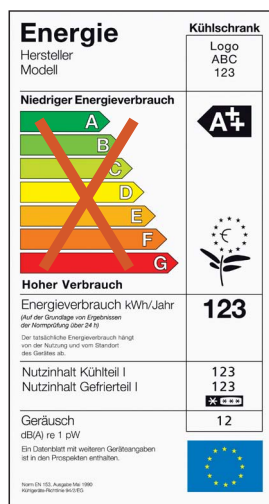 Energie
Hersteller
Modell
Kühlschrank
Logo
ABC
123
Niedriger Energieverbrauch
A
B
C
D
E
F
G
A++
Hoher Verbrauch
Energieverbrauch kWh/Jahr
(Auf der Grundlage von Ergebnissen
der Normprüfung über 24 h)
123
Der tatsächliche Energieverbrauch hängt
von der Nutzung und vom Standort
des Gerätes ab.
Nutzinhalt Kühlteil l 123
Nutzinhalt Gefrierteil l 123
Geräusch 12
dB(A) re 1 pW
Ein Datenblatt mit weiteren Geräteangaben
ist in den Prospekten enthalten.
Norm EN 153, Ausgabe Mai 1990
Kühlgeräte-Richtlinie 94/2/EG